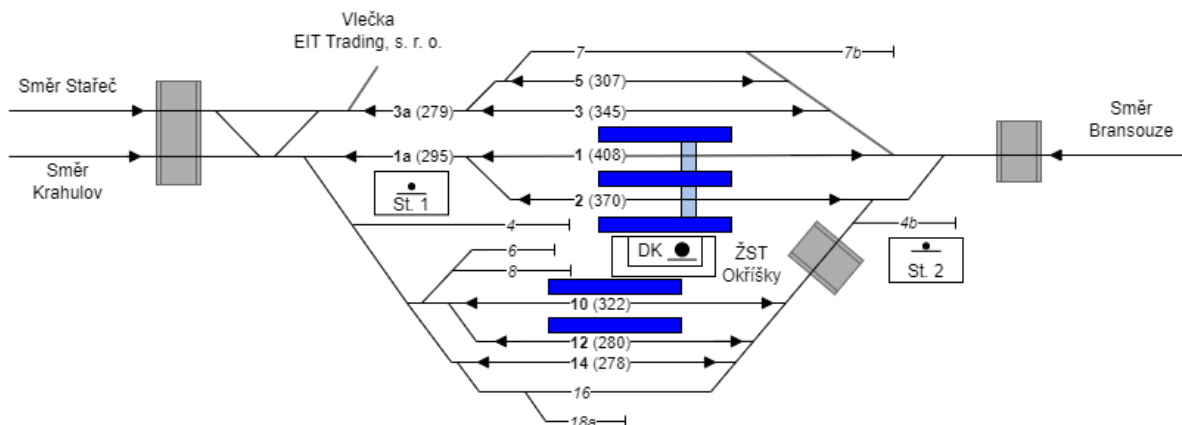 Vlečka
EIT Trading, s. r. o.
7
7b
Směr Stařeč
5 (307)
3a (279)
3 (345)
Směr
Bransouze
1a (295)
1 (408)
Směr
Krahulov
St. 1
2 (370)
4
4b
6
DK
ŽST
Okříšky
St. 2
8
10 (322)
12 (280)
14 (278)
16
18a